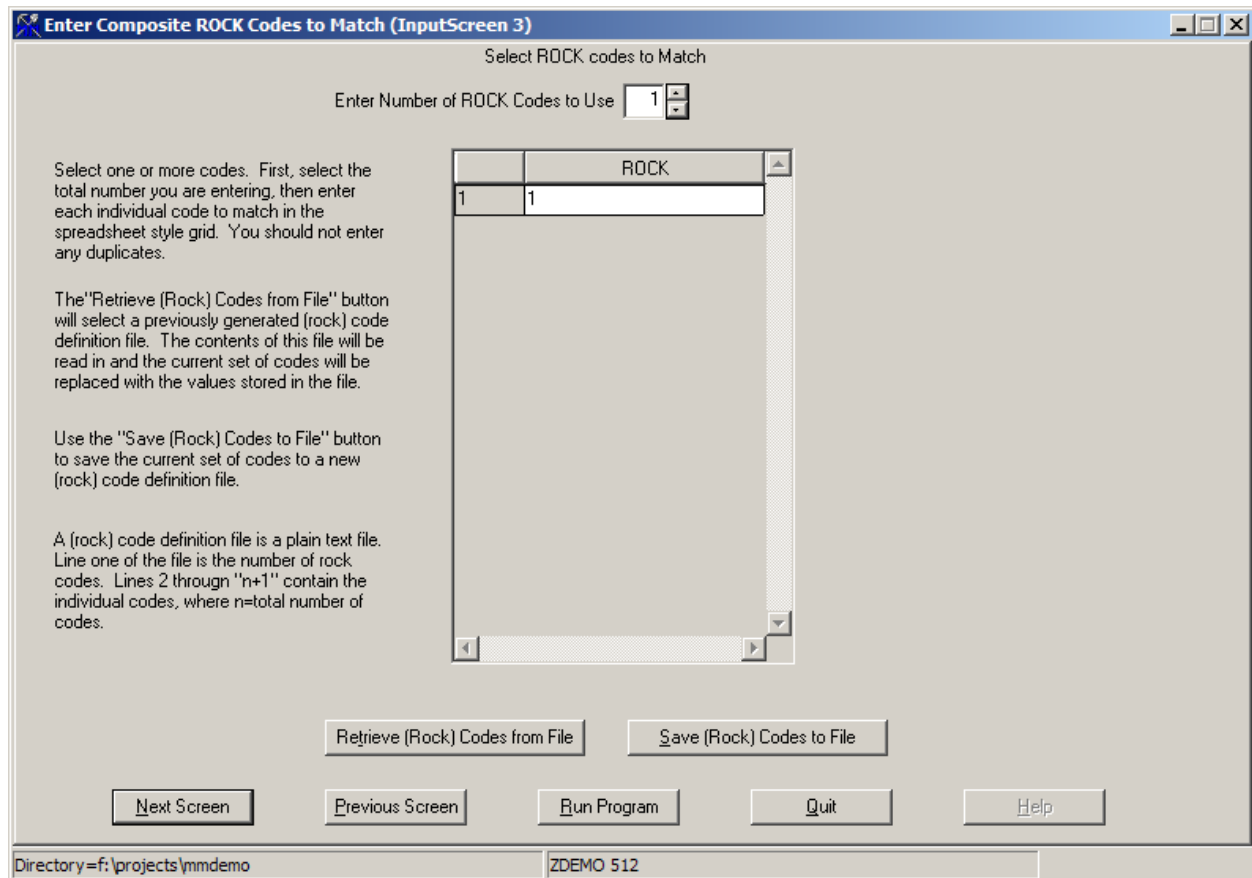 Enter Composite ROCK Codes to Match (InputScreen 3)
Select ROCK codes to Match
Enter Number of ROCK Codes to Use 1
Select one or more codes. First, select the
total number you are entering, then enter
each individual code to match in the
spreadsheet style grid. You should not enter
any duplicates.
The"Retrieve (Rock) Codes from File" button
will select a previously generated (rock) code
definition file. The contents of this file will be
read in and the current set of codes will be
replaced with the values stored in the file.
Use the "Save (Rock) Codes to File" button
to save the current set of codes to a new
(rock) code definition file.
A (rock) code definition file is a plain text file.
Line one of the file is the number of rock
codes. Lines 2 througn "n+1" contain the
individual codes, where n=total number of
codes.
ROCK
1 1
Retrieve (Rock) Codes from File Save (Rock) Codes to File
Next Screen Previous Screen Run Program Quit Help
Directory=f:\projects\mmdemo ZDEMO 512